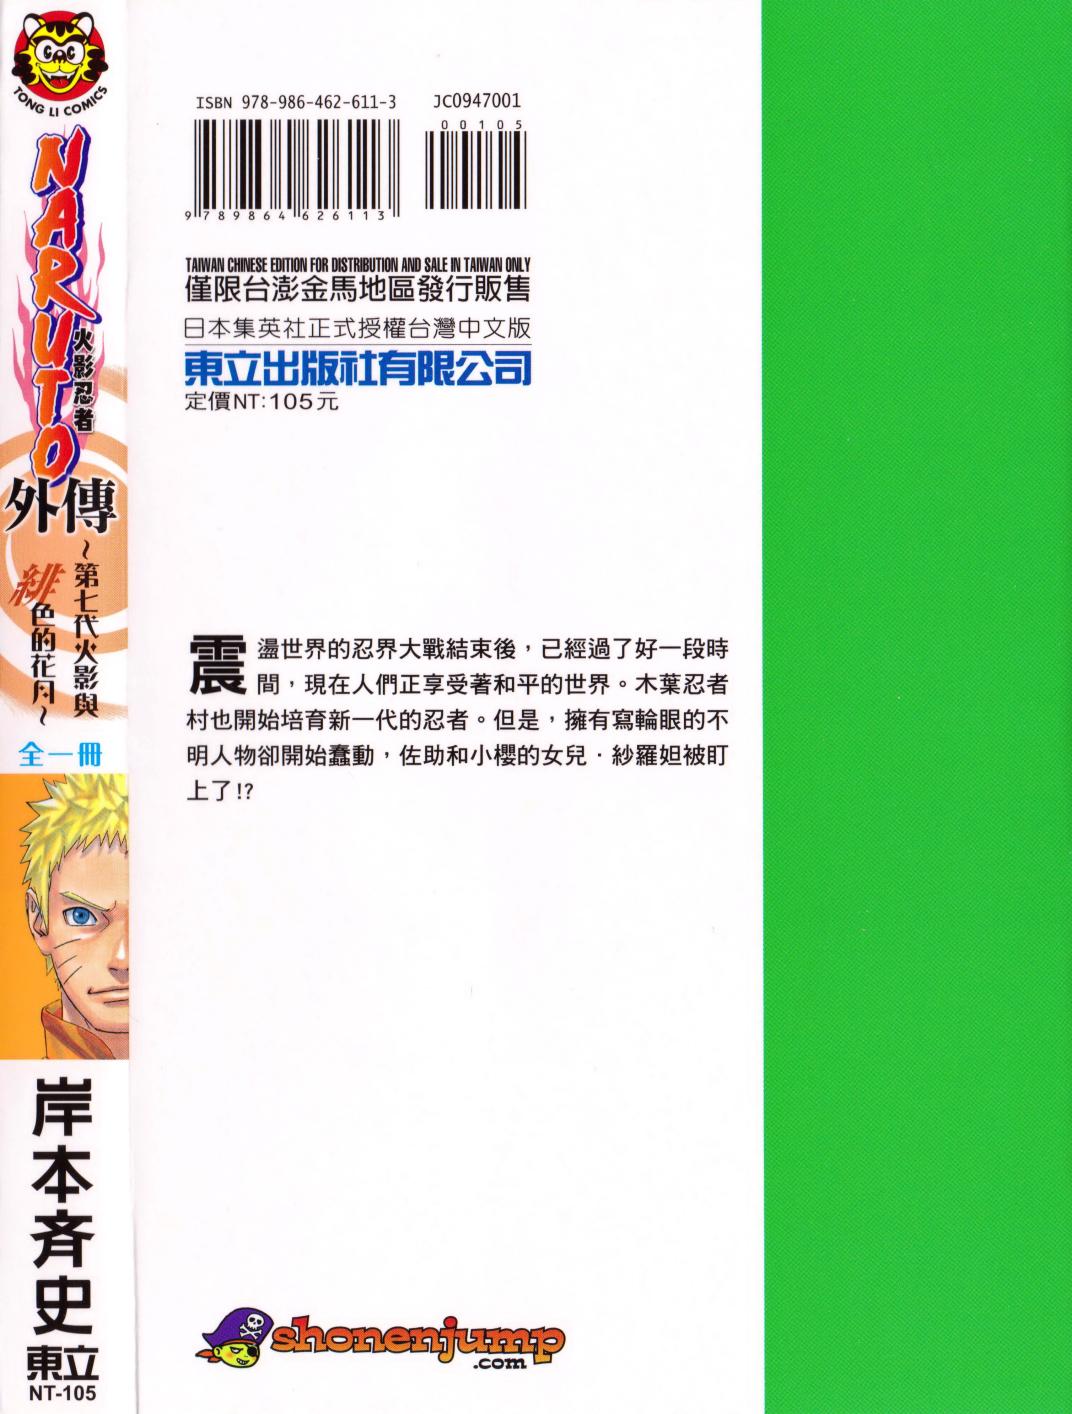 TONG LI COMICS
NARUTO
火影忍者
外傳
~第七代火影與
緋色的花月~
全一冊
岸本斉史
東立
NT-105
ISBN 978-986-462-611-3
JC0947001
00105
9 789864 626113
TAIWAN CHINESE EDITION FOR DISTRIBUTION AND SALE IN TAIWAN ONLY
僅限台澎金馬地區發行販售
日本集英社正式授權台灣中文版
東立出版社有限公司
定價NT:105元
震盪世界的忍界大戰結束後，已經過了好一段時
間，現在人們正享受著和平的世界。木葉忍者
村也開始培育新一代的忍者。但是，擁有寫輪眼的不
明人物卻開始蠢動，佐助和小櫻的女兒．紗羅妲被盯
上了!?
shonenjump
.com